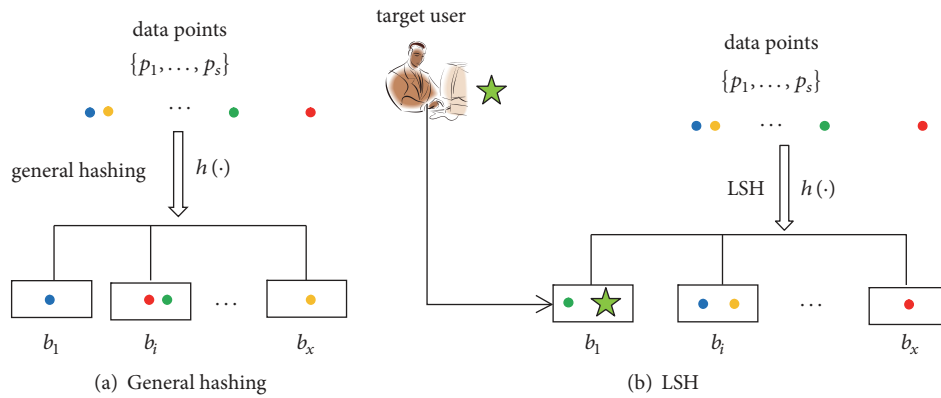 data points
{p₁, . . . , pₛ}
. . .
general hashing
h (·)
. . .
b₁
bᵢ
bₓ
(a) General hashing
target user
data points
{p₁, . . . , pₛ}
. . .
LSH
h (·)
. . .
b₁
bᵢ
bₓ
(b) LSH